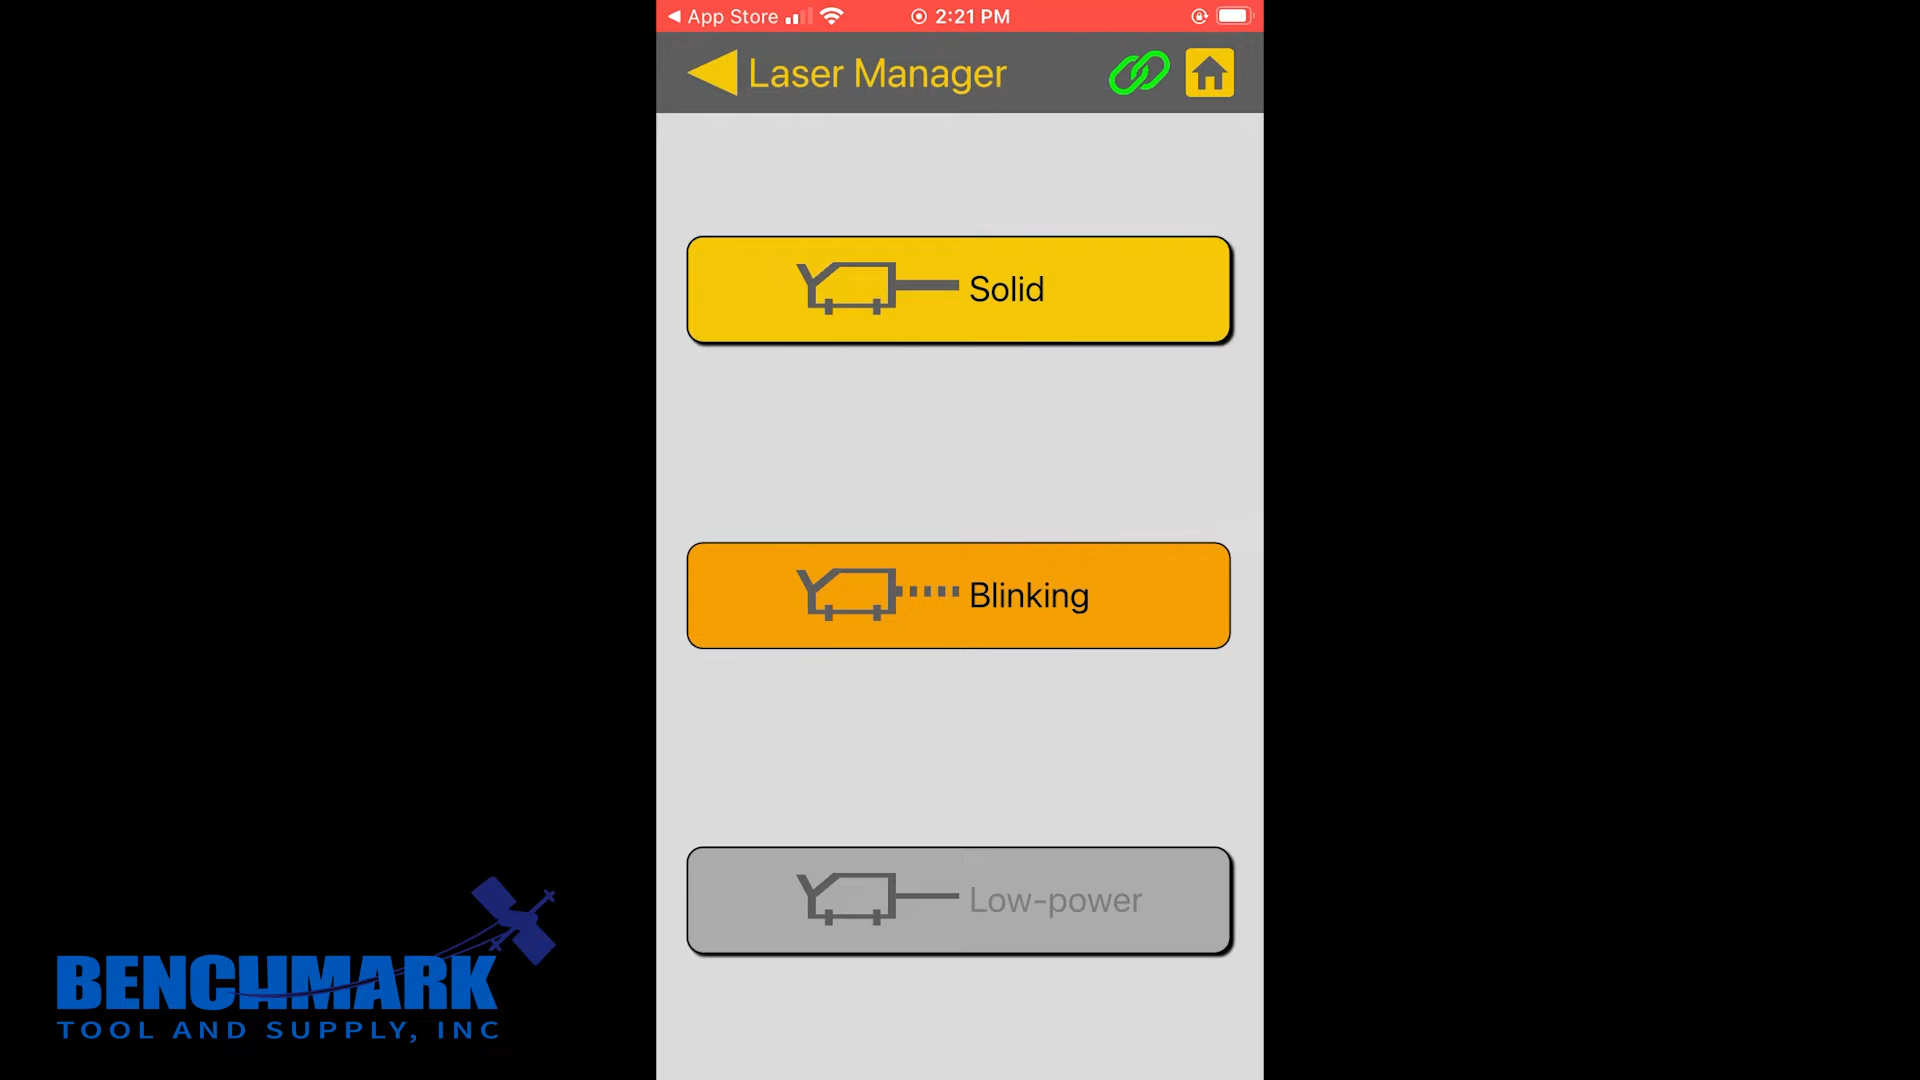 App Store
2:21 PM
Laser Manager
Solid
Blinking
Low-power
BENCHMARK
TOOL AND SUPPLY, INC